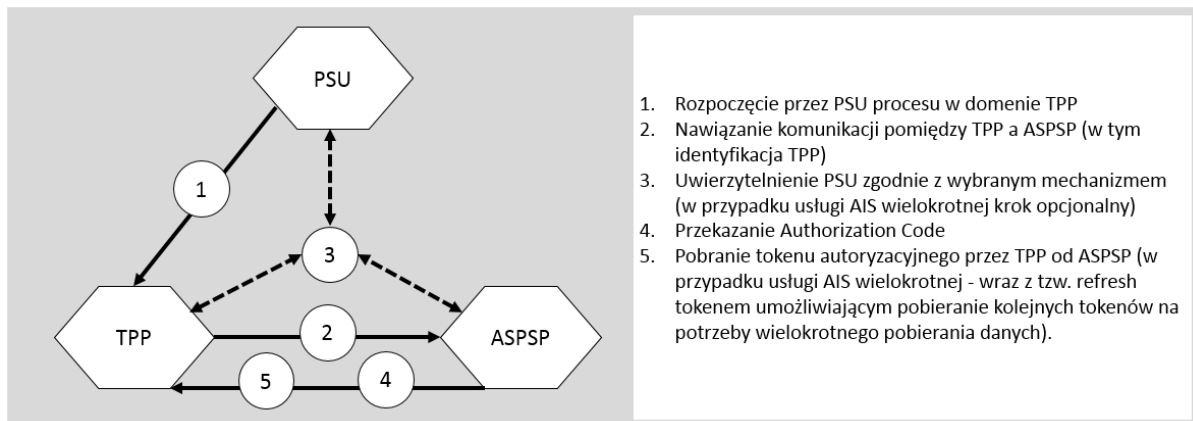 PSU
1
3
TPP
2
ASPSP
5
4
1. Rozpoczęcie przez PSU procesu w domenie TPP
2. Nawiązanie komunikacji pomiędzy TPP a ASPSP (w tym
identyfikacja TPP)
3. Uwierzytelnienie PSU zgodnie z wybranym mechanizmem
(w przypadku usługi AIS wielokrotnej krok opcjonalny)
4. Przekazanie Authorization Code
5. Pobranie tokenu autoryzacyjnego przez TPP od ASPSP (w
przypadku usługi AIS wielokrotnej - wraz z tzw. refresh
tokenem umożliwiającym pobieranie kolejnych tokenów na
potrzeby wielokrotnego pobierania danych).